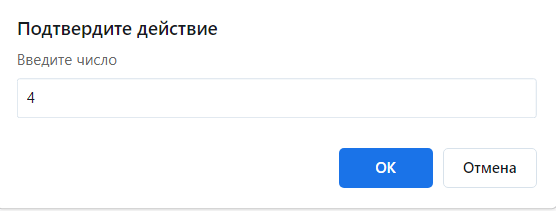 Подтвердите действие
Введите число
4
ОК
Отмена